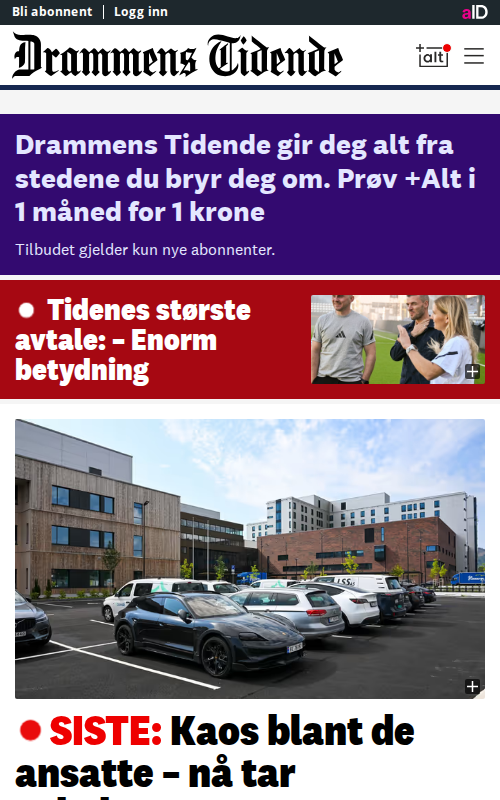 Bli abonnent
Logg inn
aID
Drammens Tidende
+alt
Drammens Tidende gir deg alt fra
stedene du bryr deg om. Prøv +Alt i
1 måned for 1 krone
Tilbudet gjelder kun nye abonnenter.
Tidenes største
avtale: – Enorm
betydning
SISTE: Kaos blant de
ansatte – nå tar